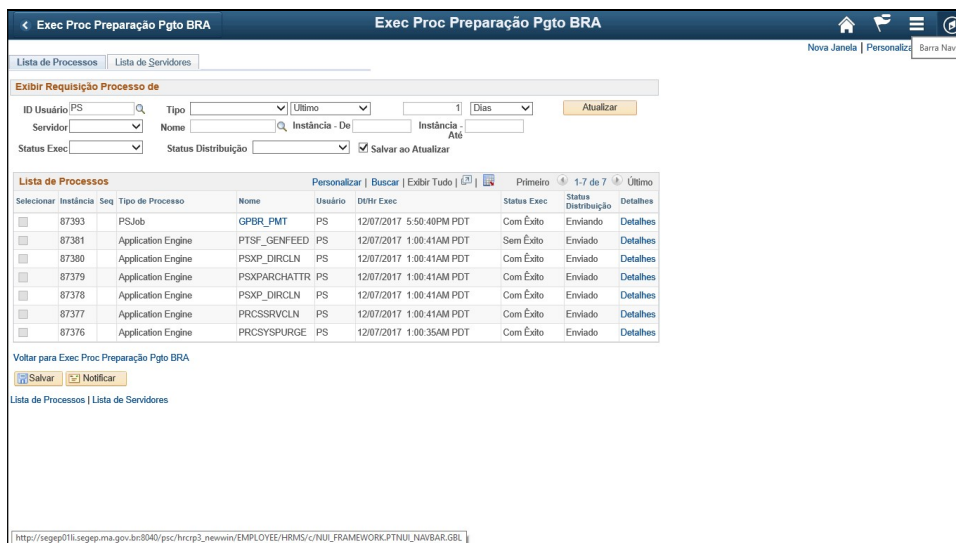 Exec Proc Preparação Pgto BRA Exec Proc Preparação Pgto BRA
Nova Janela | Personaliza Barra Nav
Lista de Processos Lista de Servidores
Exibir Requisição Processo de
ID Usuário PS Tipo Ultimo 1 Dias Atualizar
Servidor Nome Instância - De Instância - Até
Status Exec Status Distribuição Salvar ao Atualizar
Lista de Processos Personalizar | Buscar | Exibir Tudo | | Primeiro 1-7 de 7 Último
Selecionar Instância Seq Tipo de Processo Nome Usuário Dt/Hr Exec Status Exec Status Distribuição Detalhes
87393 PSJob GPBR_PMT PS 12/07/2017 5:50:40PM PDT Com Êxito Enviando Detalhes
87381 Application Engine PTSF_GENFEED PS 12/07/2017 1:00:41AM PDT Sem Êxito Enviado Detalhes
87380 Application Engine PSXP_DIRCLN PS 12/07/2017 1:00:41AM PDT Com Êxito Enviado Detalhes
87379 Application Engine PSXPARCHATTR PS 12/07/2017 1:00:41AM PDT Com Êxito Enviado Detalhes
87378 Application Engine PSXP_DIRCLN PS 12/07/2017 1:00:41AM PDT Com Êxito Enviado Detalhes
87377 Application Engine PRCSSRVCLN PS 12/07/2017 1:00:41AM PDT Com Êxito Enviado Detalhes
87376 Application Engine PRCSYSPURGE PS 12/07/2017 1:00:35AM PDT Com Êxito Enviado Detalhes
Voltar para Exec Proc Preparação Pgto BRA
Salvar Notificar
Lista de Processos | Lista de Servidores
http://segep01li.segep.ma.gov.br:8040/psc/hrcrp3_newwin/EMPLOYEE/HRMS/c/NUI_FRAMEWORK.PTNUI_NAVBAR.GBL